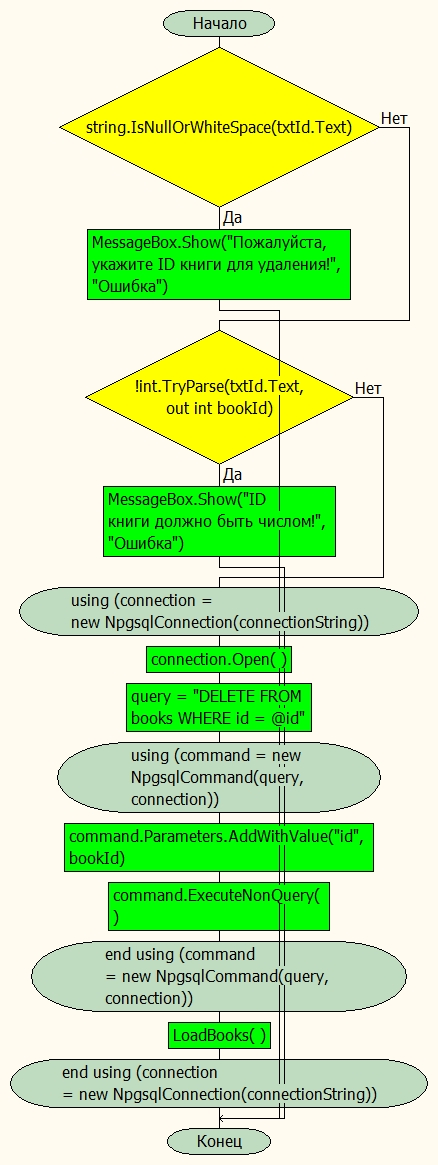 Начало
string.IsNullOrWhiteSpace(txtId.Text)
Нет
Да
MessageBox.Show("Пожалуйста,
укажите ID книги для удаления!",
"Ошибка")
!int.TryParse(txtId.Text,
out int bookId)
Нет
Да
MessageBox.Show("ID
книги должно быть числом!",
"Ошибка")
using (connection =
new NpgsqlConnection(connectionString))
connection.Open( )
query = "DELETE FROM
books WHERE id = @id"
using (command = new
NpgsqlCommand(query,
connection))
command.Parameters.AddWithValue("id",
bookId)
command.ExecuteNonQuery(
)
end using (command
= new NpgsqlCommand(query,
connection))
LoadBooks( )
end using (connection
= new NpgsqlConnection(connectionString))
Конец